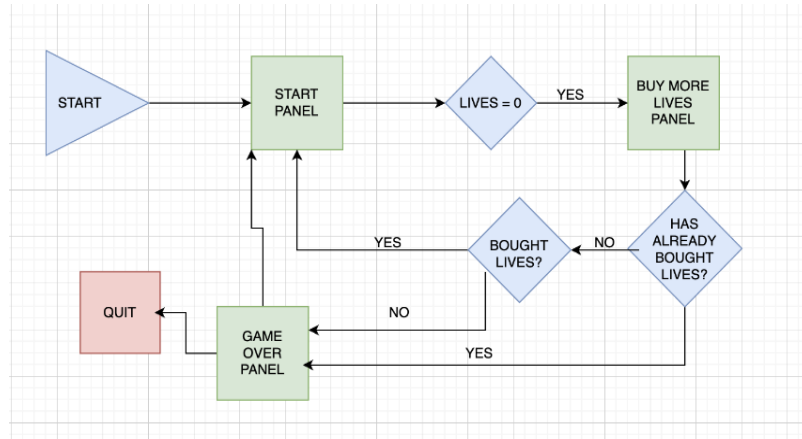 START
START
PANEL
LIVES = 0
YES
BUY MORE
LIVES
PANEL
HAS
ALREADY
BOUGHT
LIVES?
NO
BOUGHT
LIVES?
YES
NO
YES
GAME
OVER
PANEL
QUIT